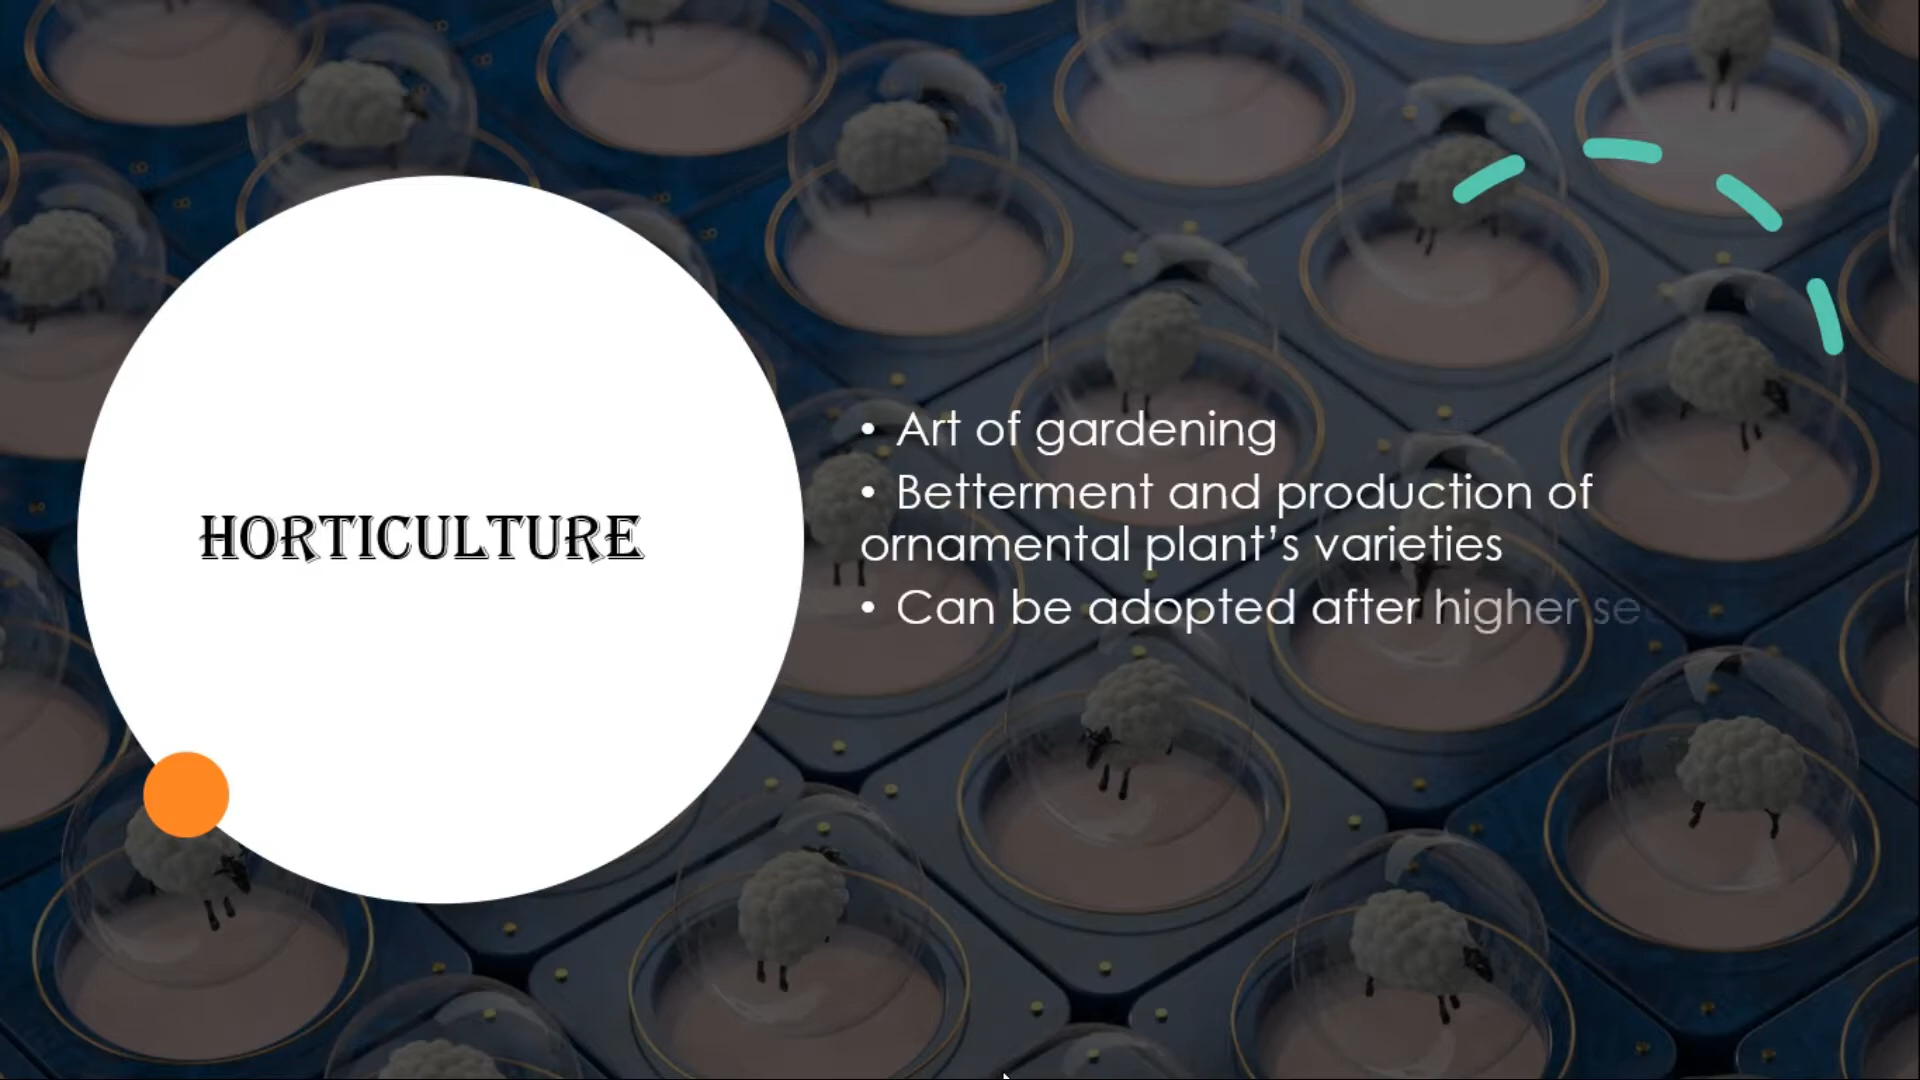 HORTICULTURE
• Art of gardening
• Betterment and production of
ornamental plant’s varieties
• Can be adopted after higher